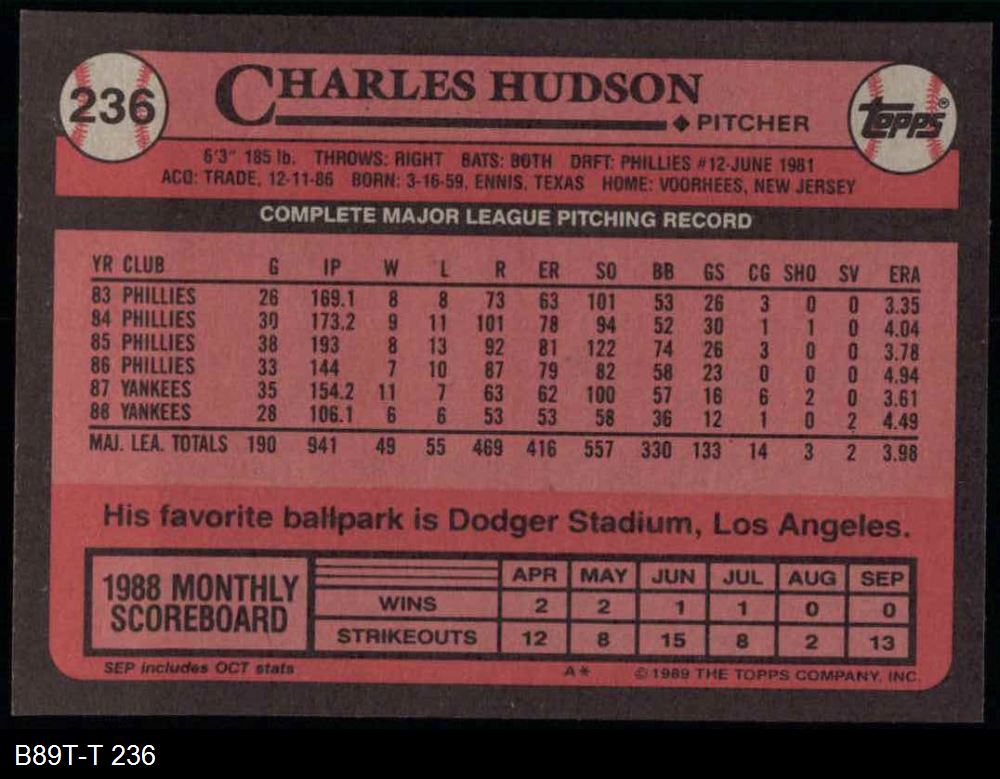 236
CHARLES HUDSON
◆ PITCHER
Topps®
6'3" 185 lb. THROWS: RIGHT BATS: BOTH DRFT: PHILLIES #12-JUNE 1981
ACQ: TRADE, 12-11-86 BORN: 3-16-59, ENNIS, TEXAS HOME: VOORHEES, NEW JERSEY
COMPLETE MAJOR LEAGUE PITCHING RECORD
YR CLUB G IP W L R ER SO BB GS CG SHO SV ERA
83 PHILLIES 26 169.1 8 8 73 63 101 53 26 3 0 0 3.35
84 PHILLIES 30 173.2 9 11 101 78 94 52 30 1 1 0 4.04
85 PHILLIES 38 193 8 13 92 81 122 74 26 3 0 0 3.78
86 PHILLIES 33 144 7 10 87 79 82 58 23 0 0 0 4.94
87 YANKEES 35 154.2 11 7 63 62 100 57 16 6 2 0 3.61
88 YANKEES 28 106.1 6 6 53 53 58 36 12 1 0 2 4.49
MAJ. LEA. TOTALS 190 941 49 55 469 416 557 330 133 14 3 2 3.98
His favorite ballpark is Dodger Stadium, Los Angeles.
1988 MONTHLY SCOREBOARD
APR MAY JUN JUL AUG SEP
WINS 2 2 1 1 0 0
STRIKEOUTS 12 8 15 8 2 13
SEP includes OCT stats
A* © 1989 THE TOPPS COMPANY, INC.
B89T-T 236